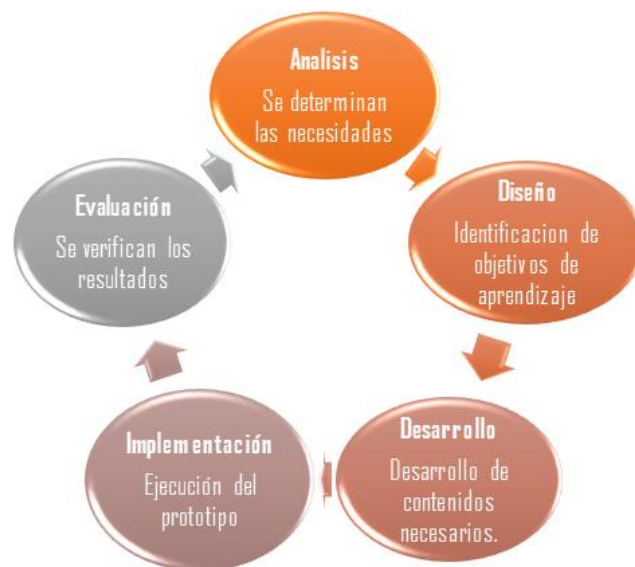 Analisis
Se determinan
las necesidades
Diseño
Identificacion de
objetivos de
aprendizaje
Desarrollo
Desarrollo de
contenidos
necesarios.
Implementación
Ejecución del
prototipo
Evaluación
Se verifican los
resultados